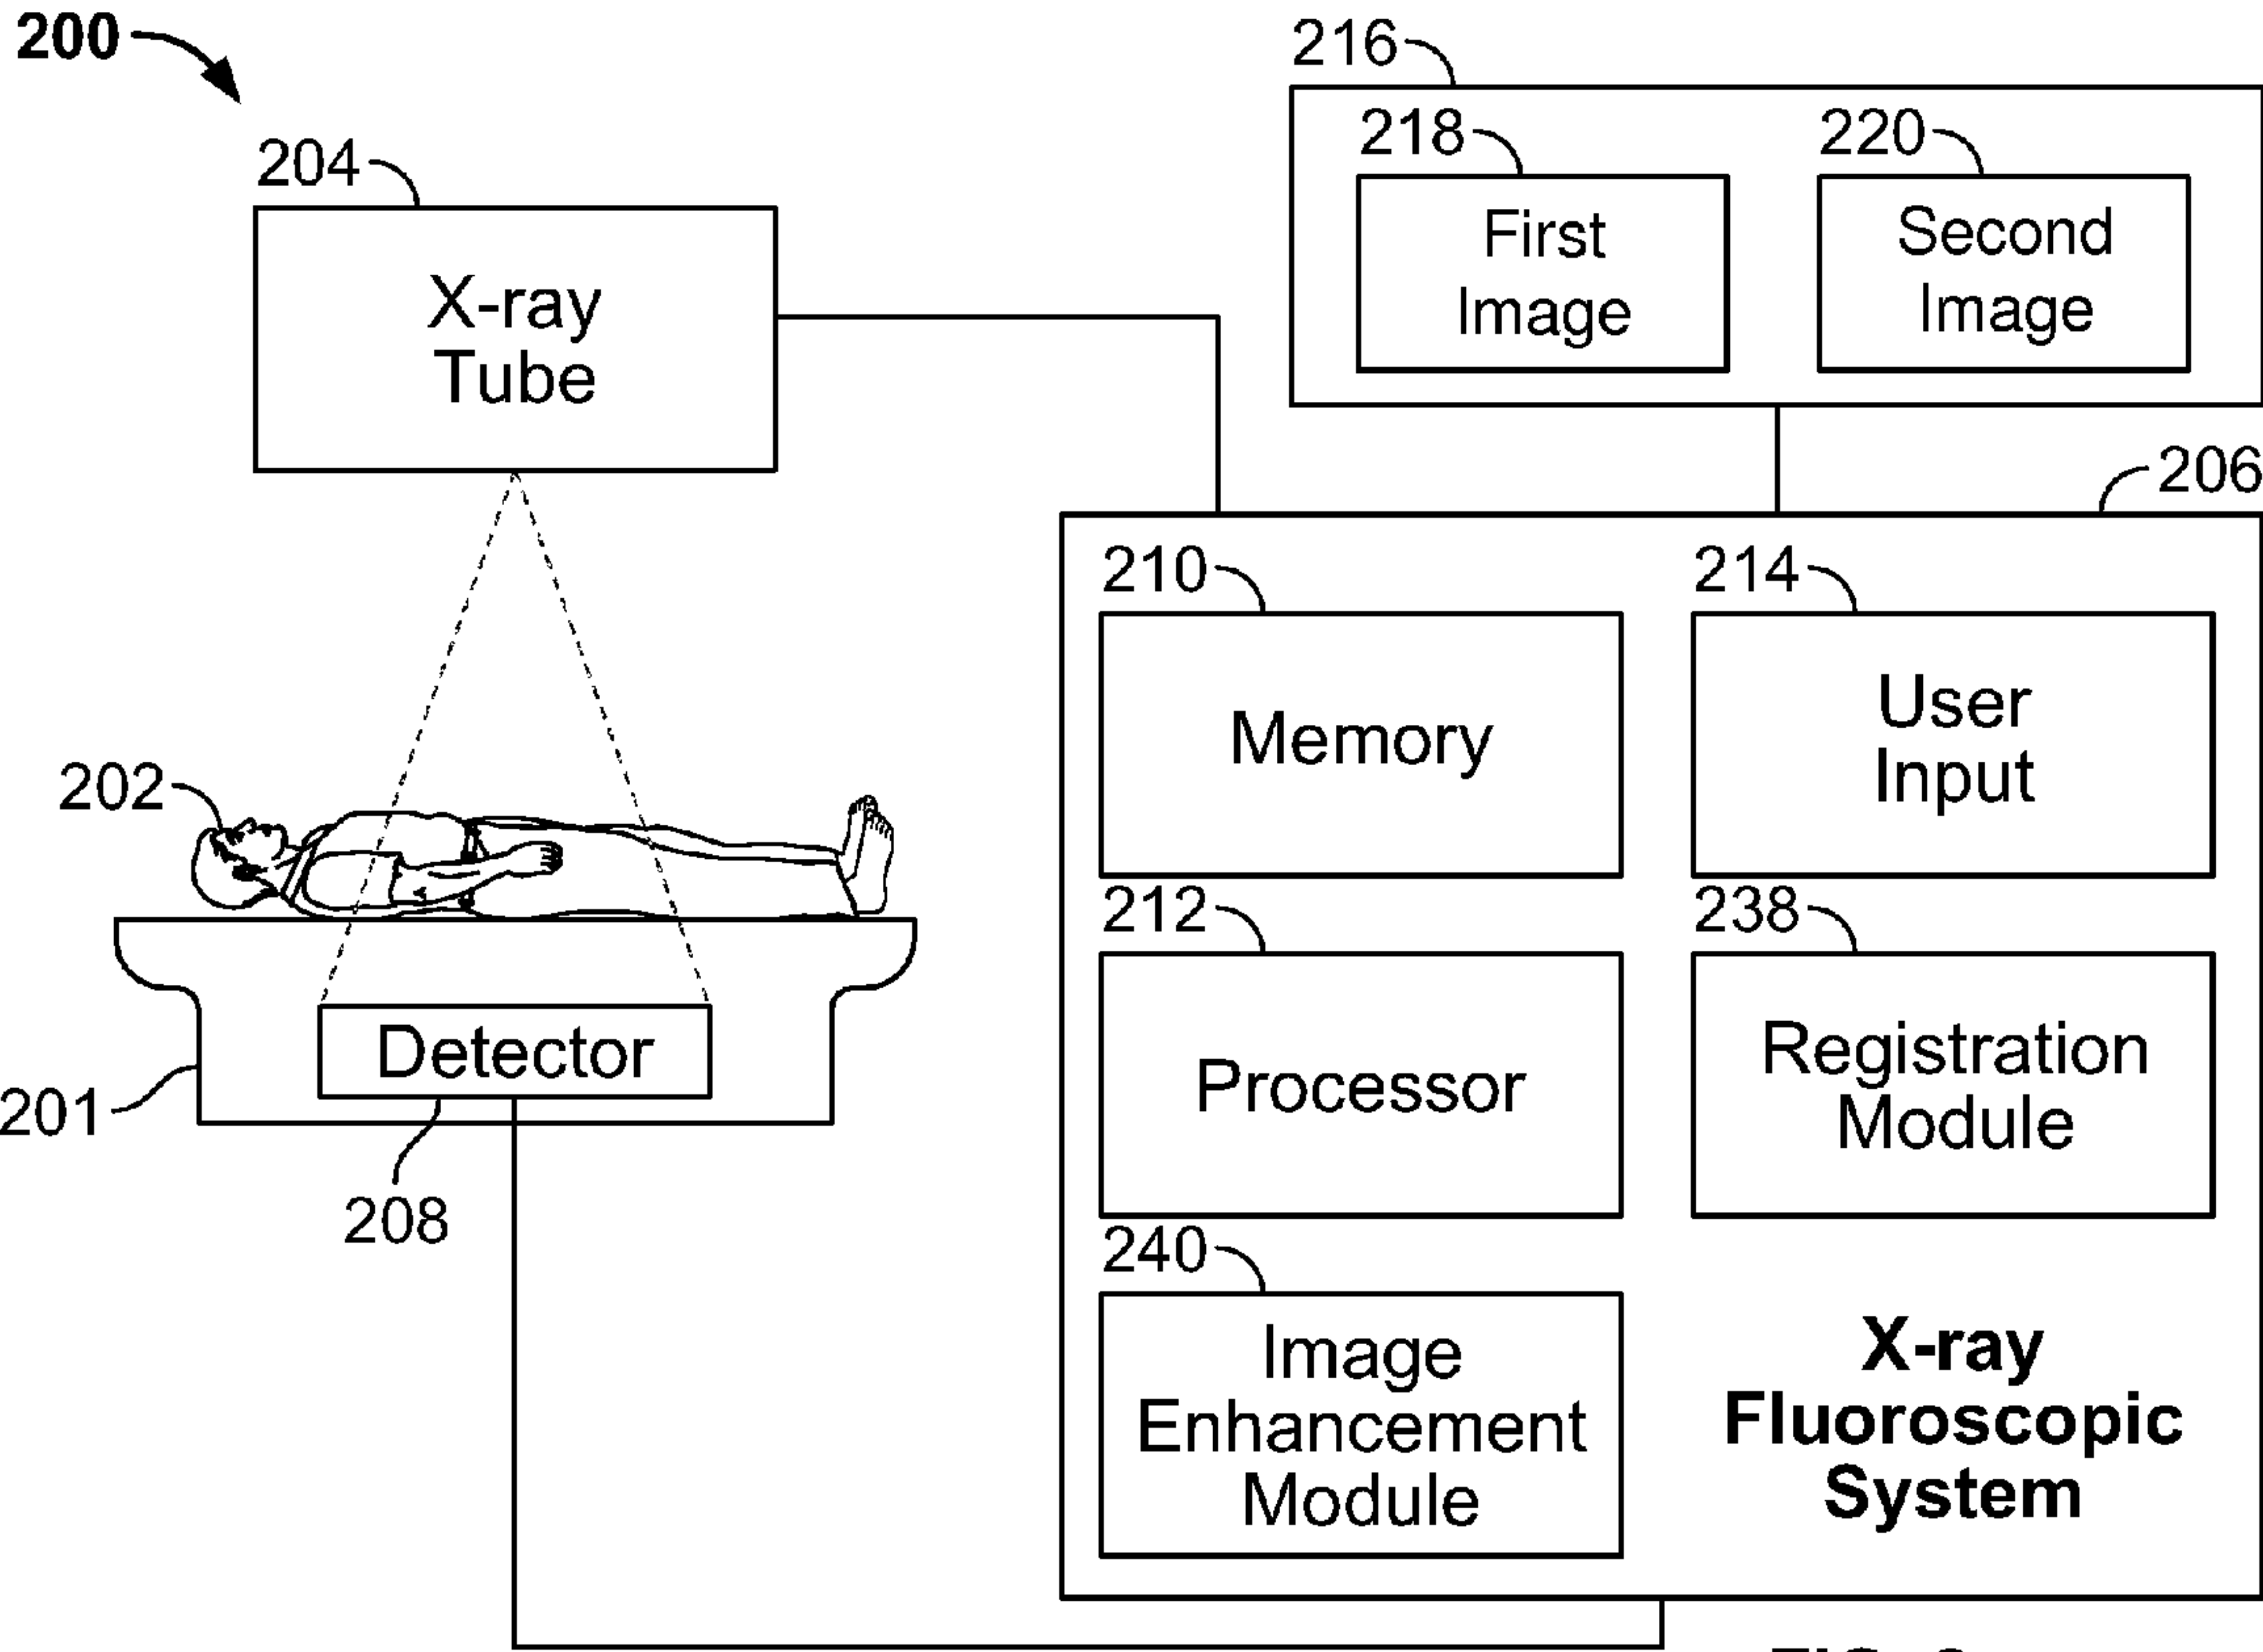 200
216
218
220
204
First
Image
Second
Image
X-ray
Tube
206
210
214
Memory
User
Input
202
212
238
Processor
Registration
Module
Detector
201
208
240
Image
Enhancement
Module
X-ray
Fluoroscopic
System